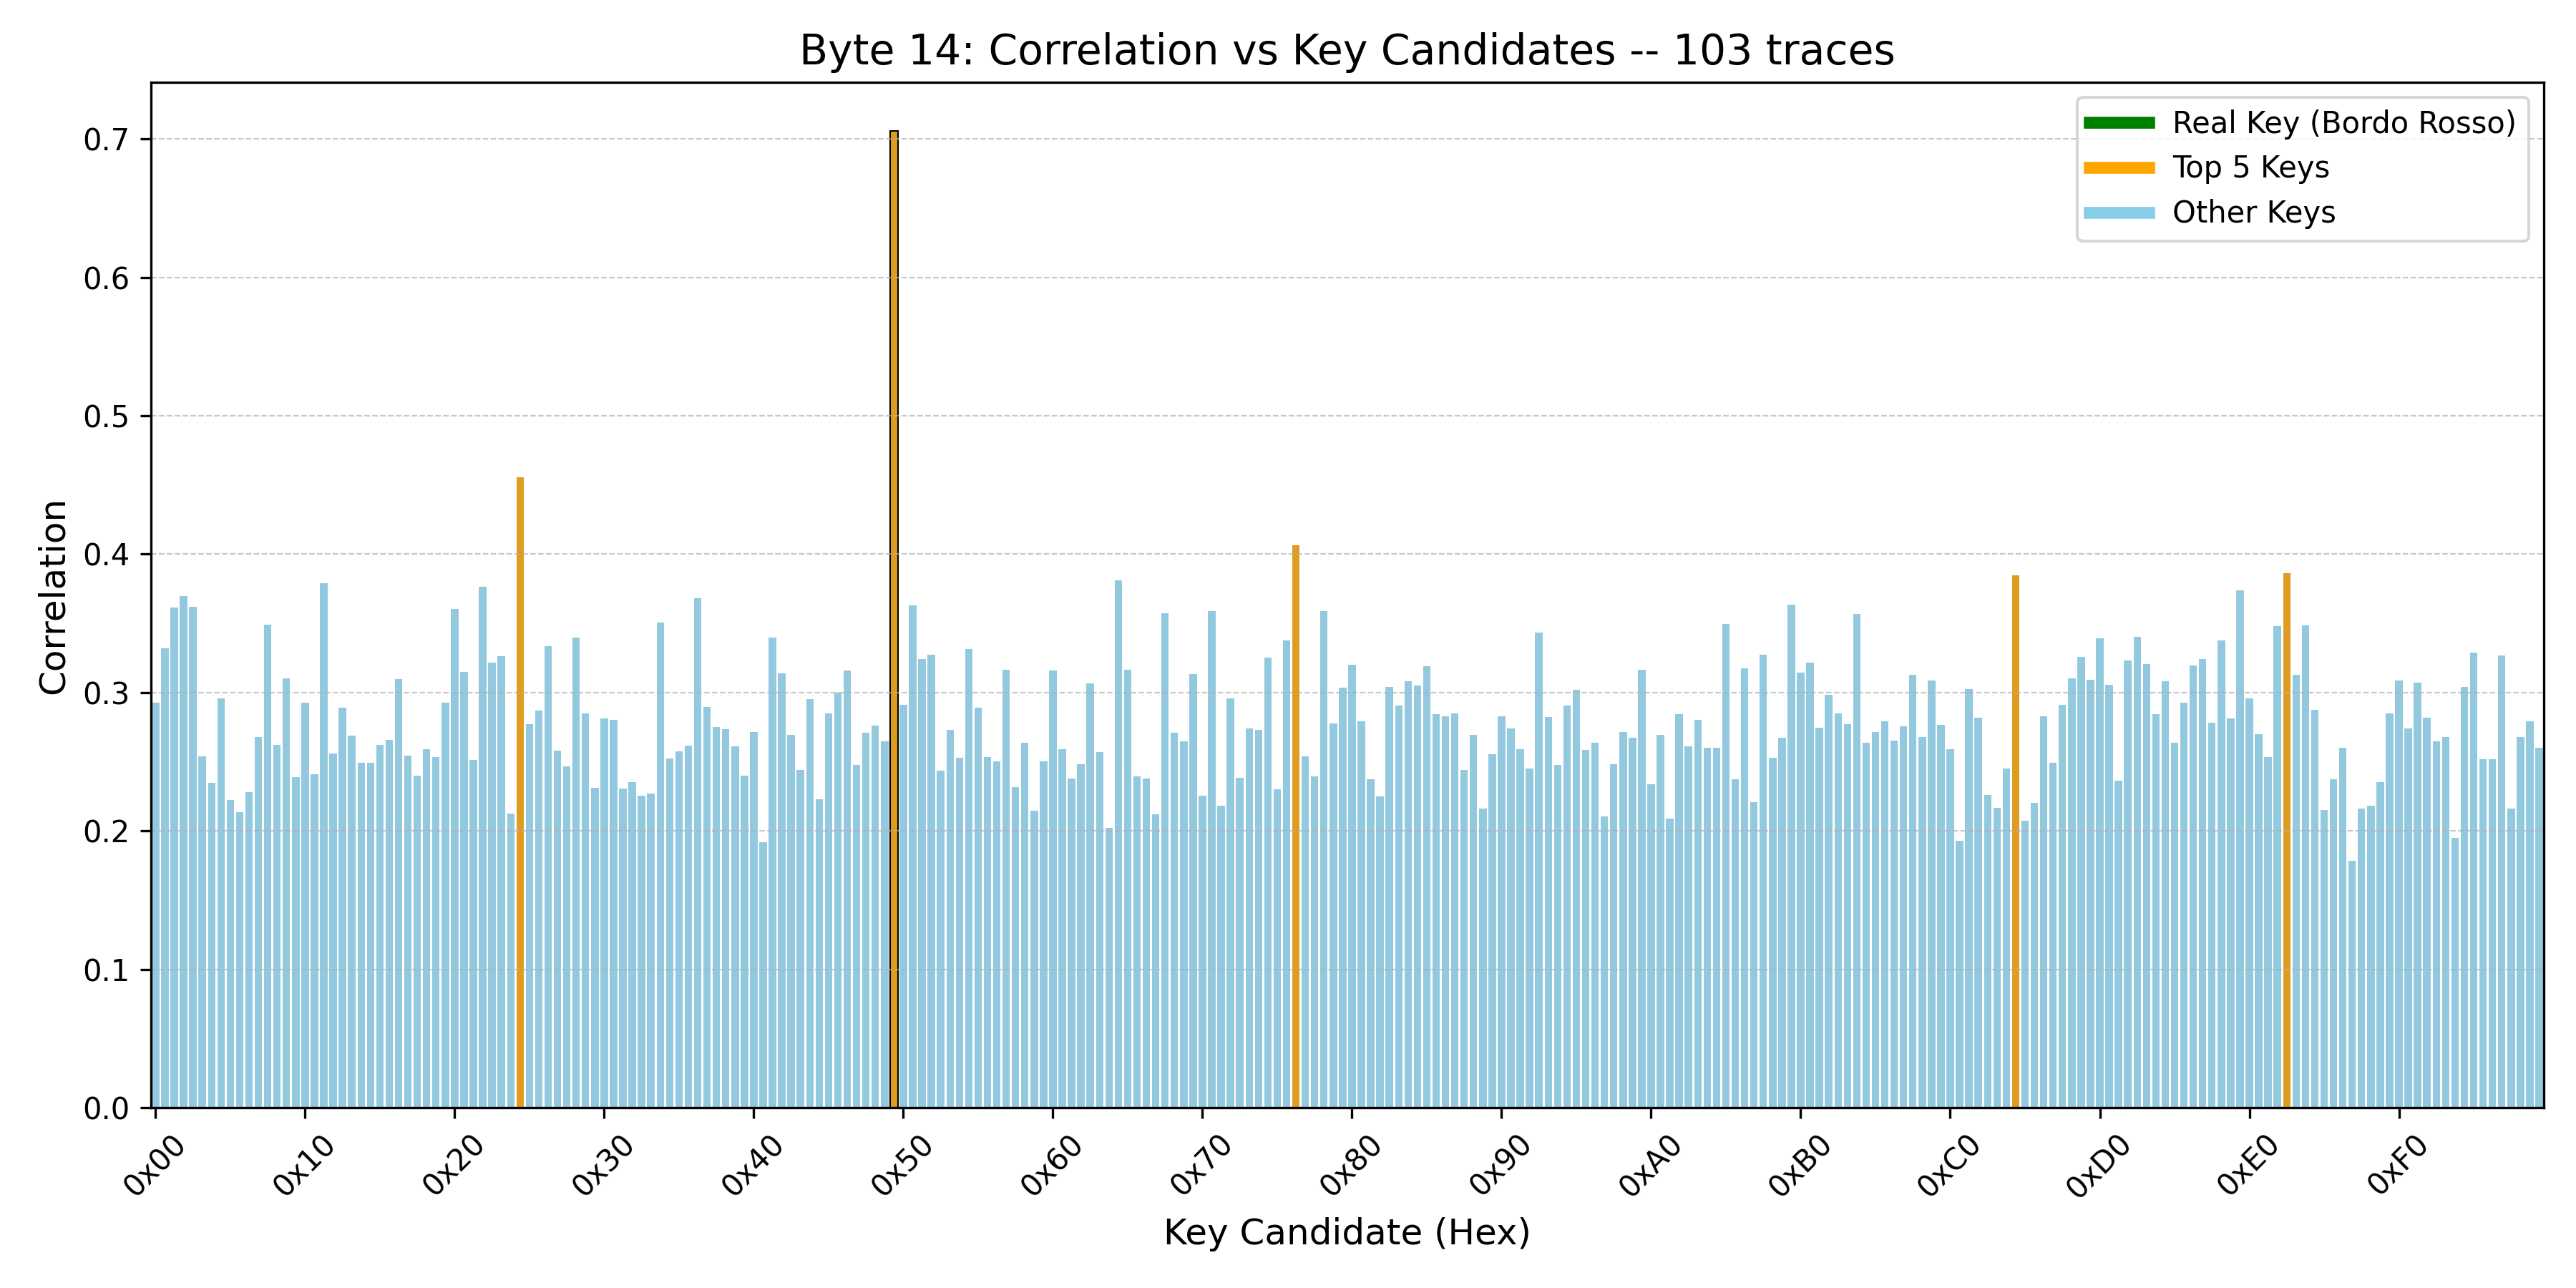 Byte 14: Correlation vs Key Candidates -- 103 traces
Real Key (Bordo Rosso)
Top 5 Keys
Other Keys
Correlation
0.7
0.6
0.5
0.4
0.3
0.2
0.1
0.0
0x00 0x10 0x20 0x30 0x40 0x50 0x60 0x70 0x80 0x90 0xA0 0xB0 0xC0 0xD0 0xE0 0xF0
Key Candidate (Hex)